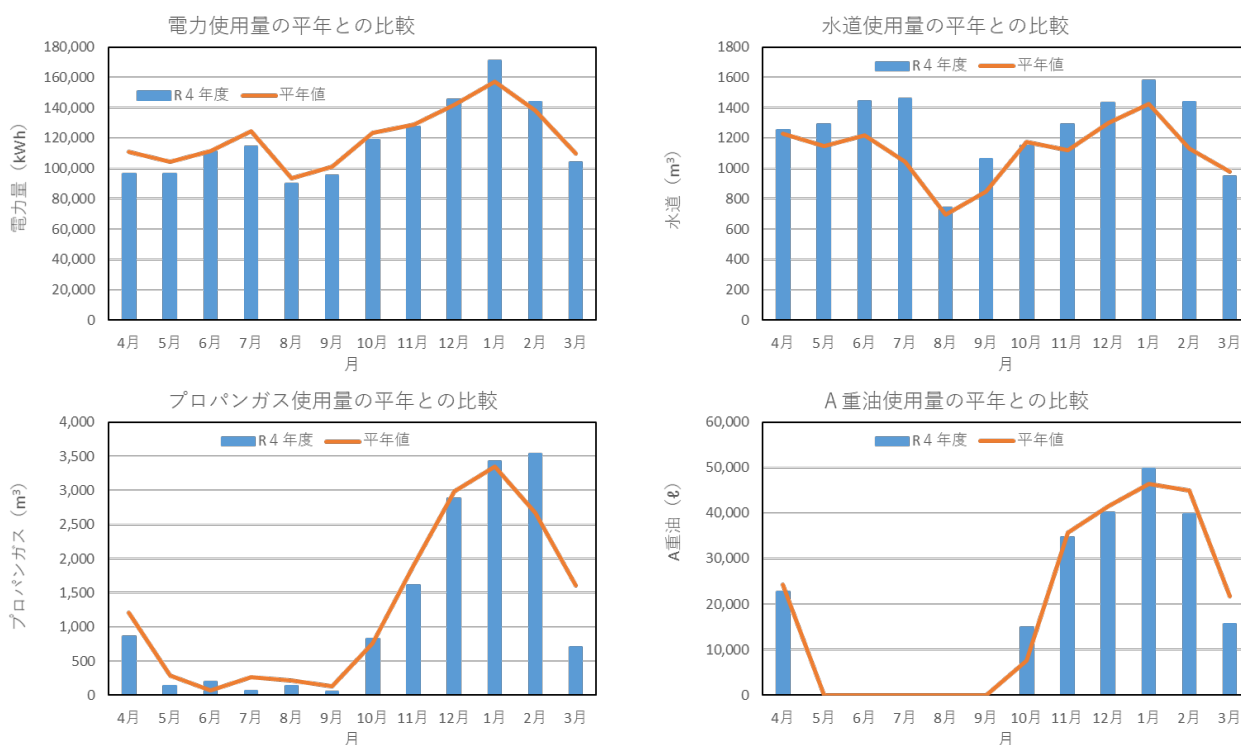 電力使用量の平年との比較
180,000
160,000
140,000
120,000
100,000
80,000
60,000
40,000
20,000
0
電力量（kWh）
R４年度 平年値
4月 5月 6月 7月 8月 9月 10月 11月 12月 1月 2月 3月
月
水道使用量の平年との比較
1600
1400
1200
1000
800
600
400
200
0
水道（m³）
R４年度 平年値
4月 5月 6月 7月 8月 9月 10月 11月 12月 1月 2月 3月
月
プロパンガス使用量の平年との比較
4,000
3,500
3,000
2,500
2,000
1,500
1,000
500
0
プロパンガス（m³）
R４年度 平年値
4月 5月 6月 7月 8月 9月 10月 11月 12月 1月 2月 3月
月
A重油使用量の平年との比較
60,000
50,000
40,000
30,000
20,000
10,000
0
A重油（ℓ）
R４年度 平年値
4月 5月 6月 7月 8月 9月 10月 11月 12月 1月 2月 3月
月